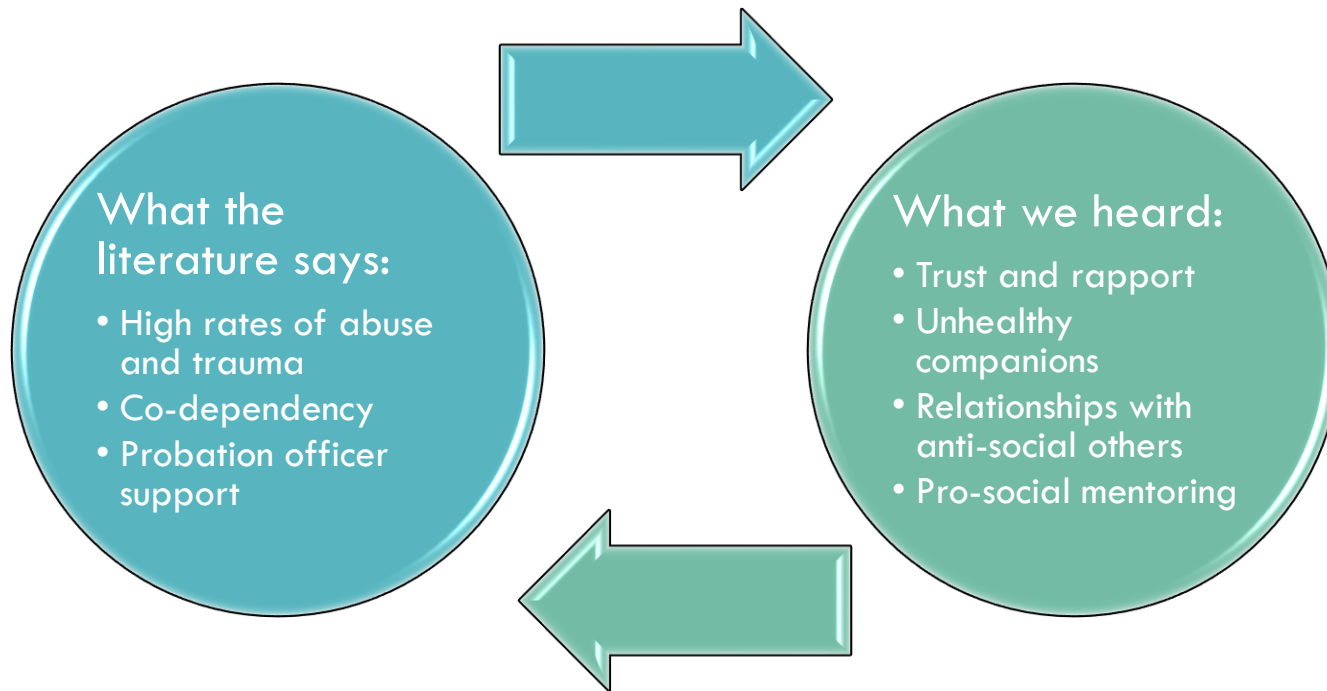 What the
literature says:
• High rates of abuse
and trauma
• Co-dependency
• Probation officer
support
What we heard:
• Trust and rapport
• Unhealthy
companions
• Relationships with
anti-social others
• Pro-social mentoring